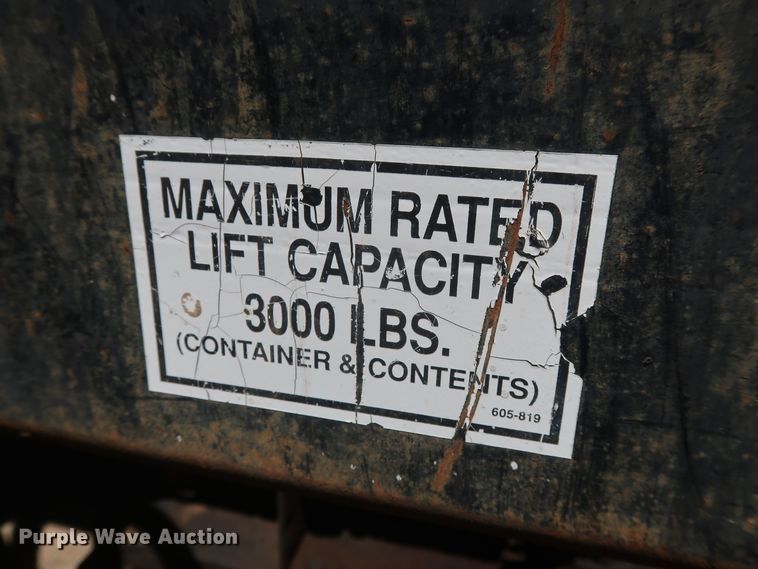 MAXIMUM RATED
LIFT CAPACITY
3000 LBS.
(CONTAINER & CONTENTS)
605-819
Purple Wave Auction